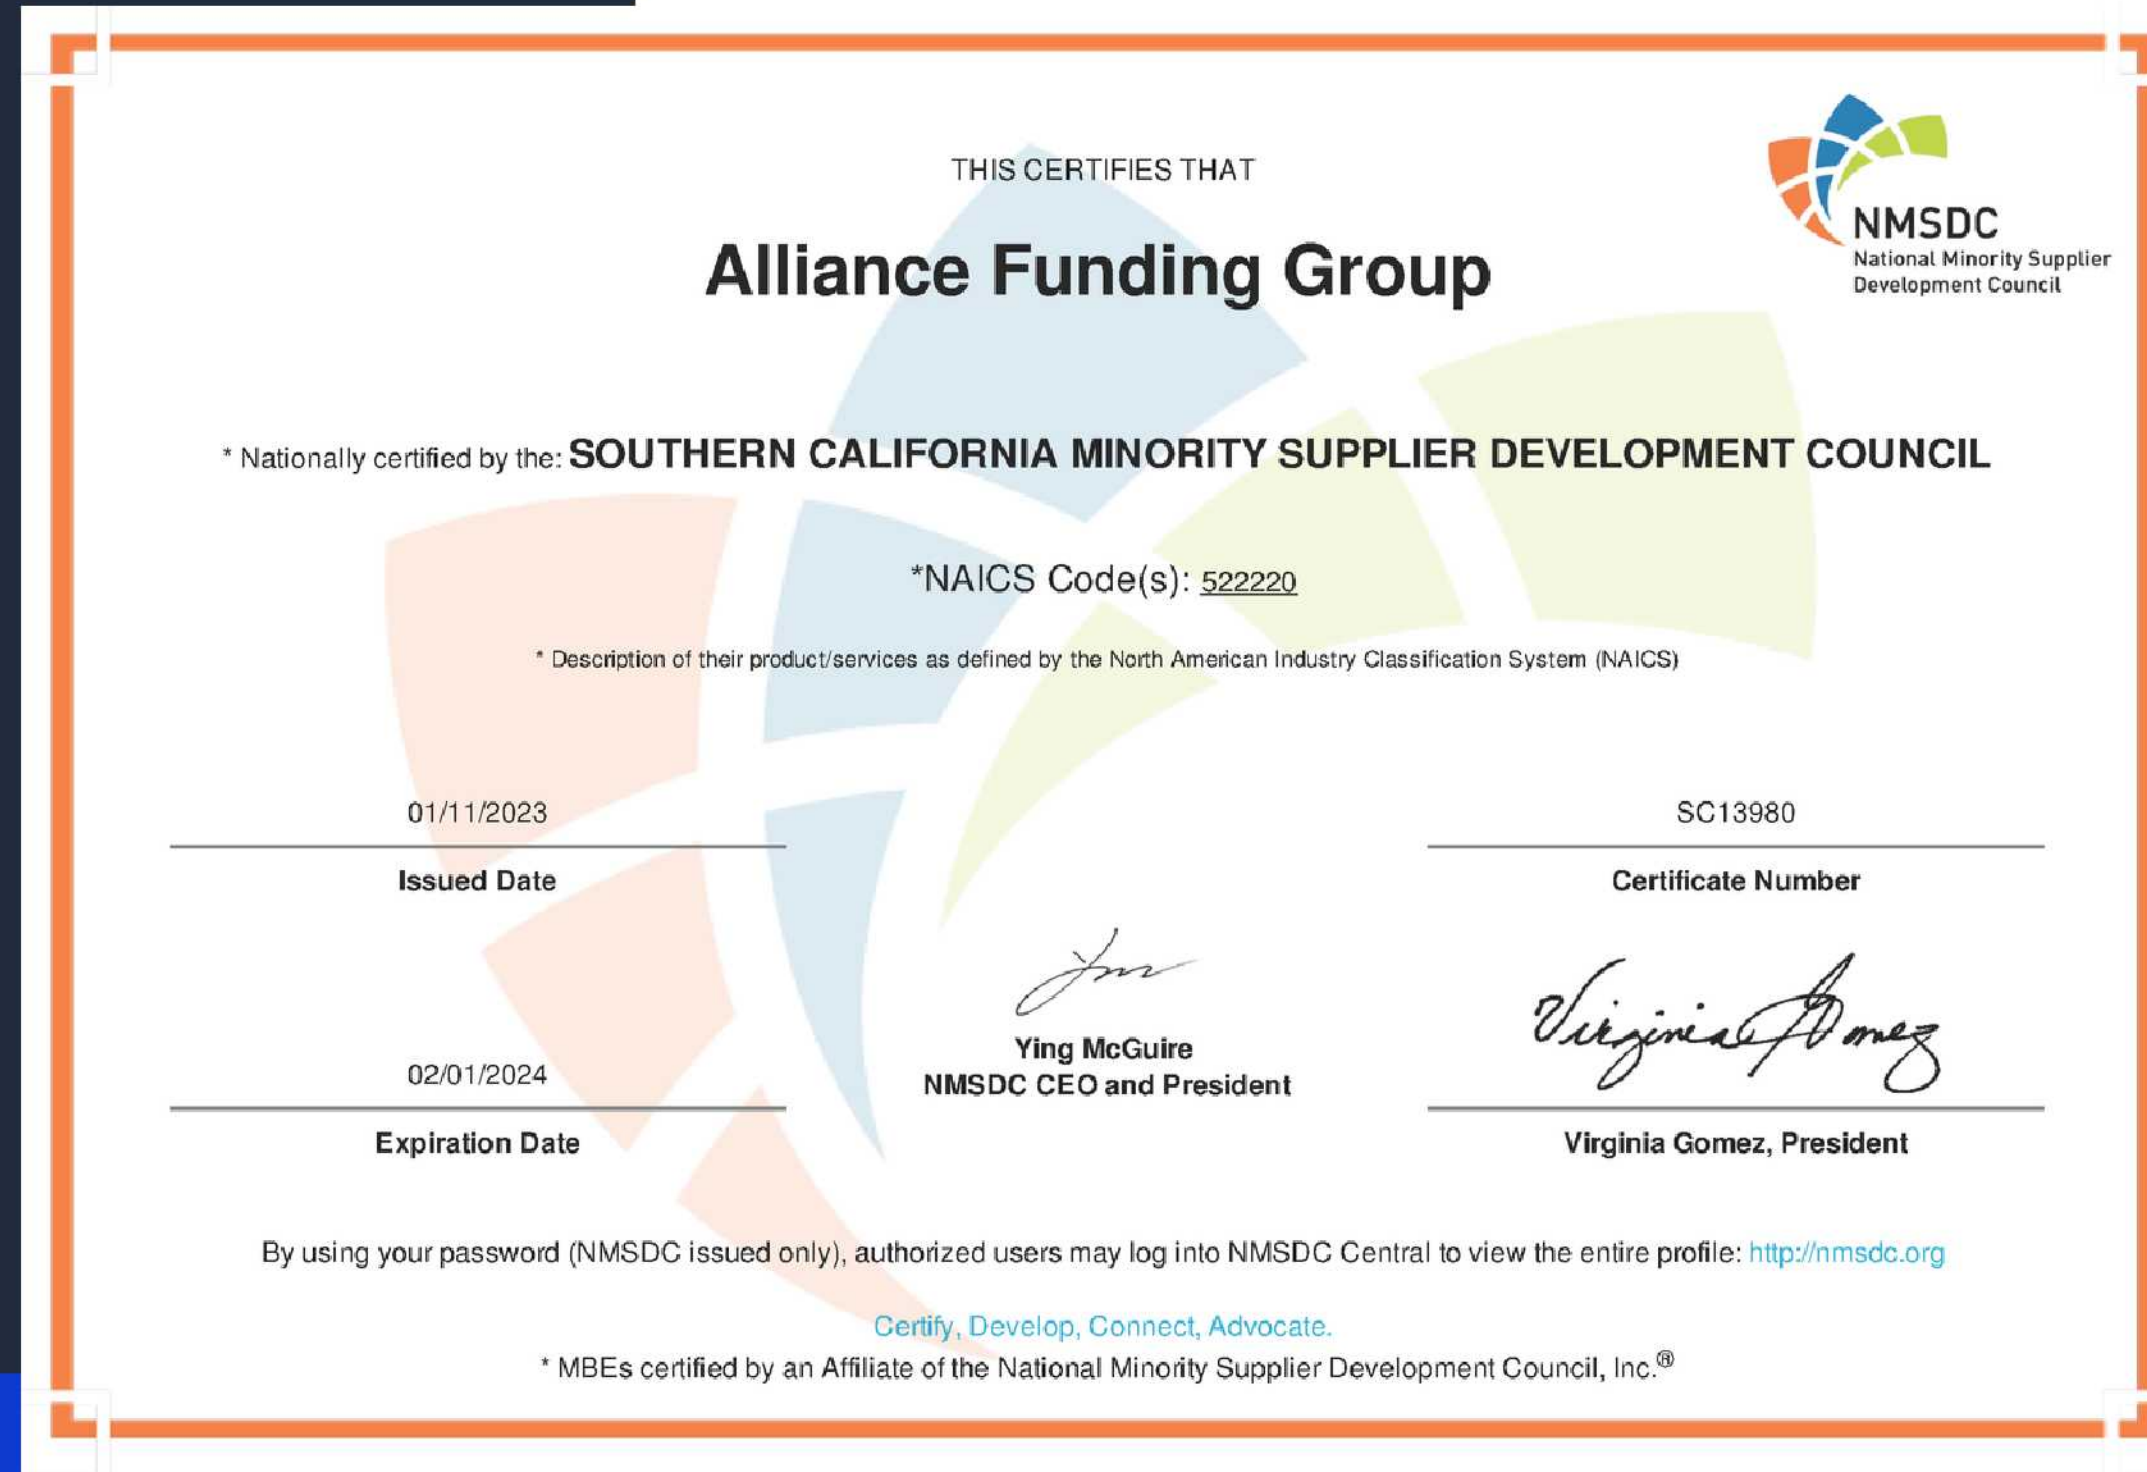 THIS CERTIFIES THAT
NMSDC
National Minority Supplier
Development Council
Alliance Funding Group
* Nationally certified by the: SOUTHERN CALIFORNIA MINORITY SUPPLIER DEVELOPMENT COUNCIL
*NAICS Code(s): 522220
* Description of their product/services as defined by the North American Industry Classification System (NAICS)
01/11/2023
Issued Date
SC13980
Certificate Number
Ying McGuire
NMSDC CEO and President
Virginia Gomez
02/01/2024
Expiration Date
Virginia Gomez, President
By using your password (NMSDC issued only), authorized users may log into NMSDC Central to view the entire profile: http://nmsdc.org
Certify, Develop, Connect, Advocate.
* MBEs certified by an Affiliate of the National Minority Supplier Development Council, Inc.®